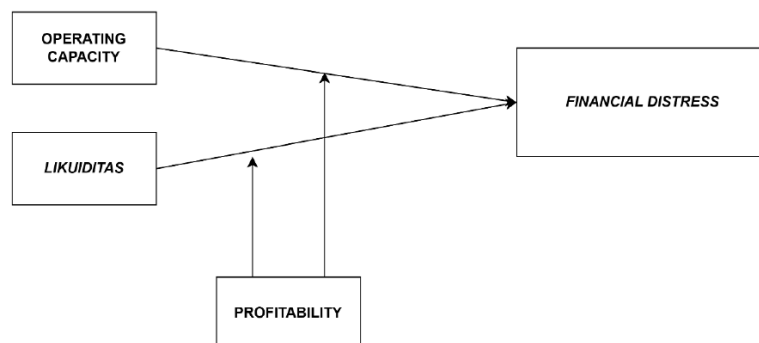 OPERATING
CAPACITY
FINANCIAL DISTRESS
LIKUIDITAS
PROFITABILITY